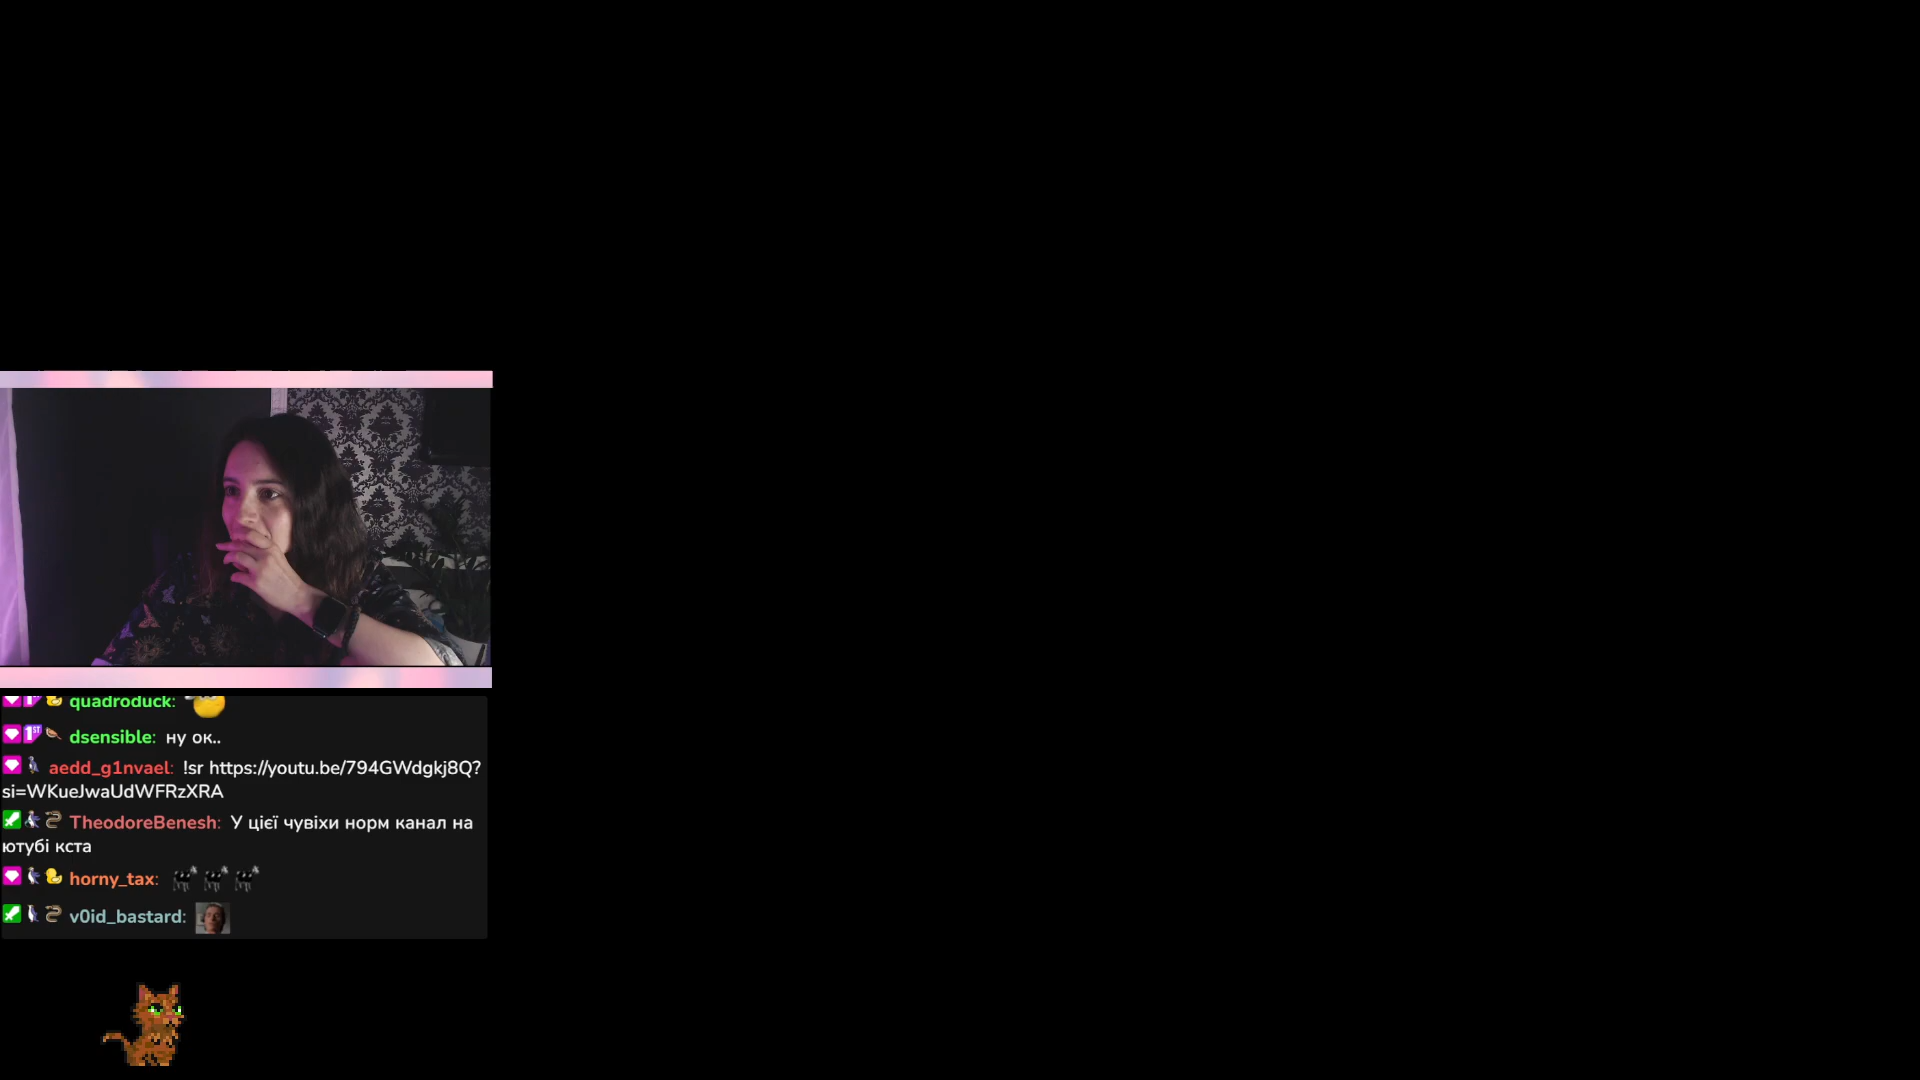 quadroduck:
1ST dsensible: ну ок..
aedd_g1nvael: !sr https://youtu.be/794GWdgkj8Q?
si=WKueJwaUdWFRzXRA
TheodoreBenesh: У цієї чувіхи норм канал на
ютубі кста
horny_tax:
v0id_bastard: